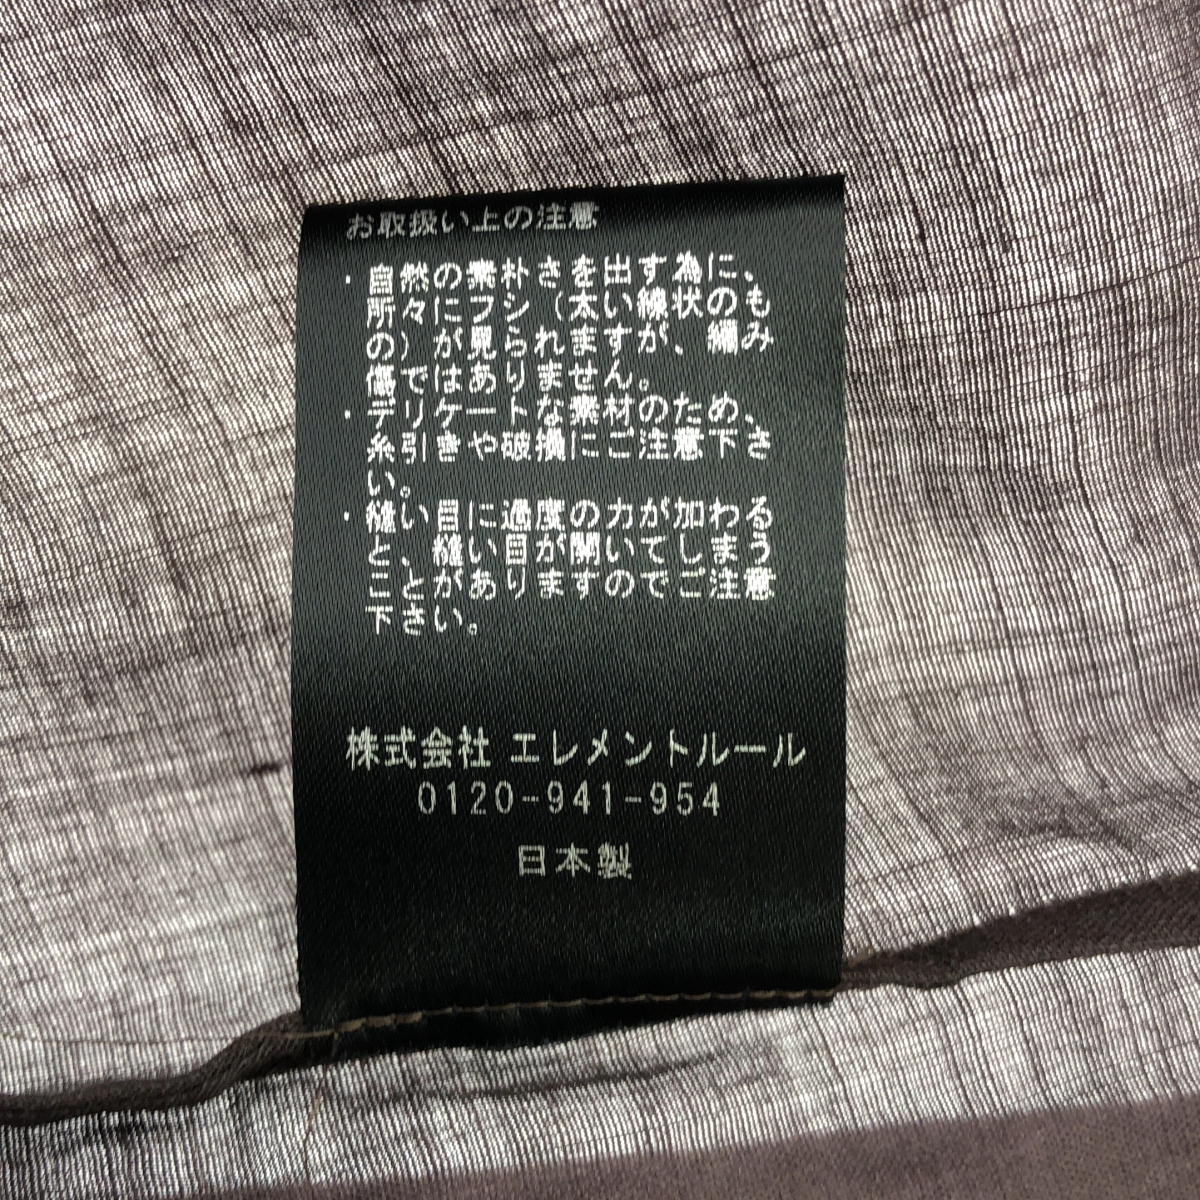 お取扱い上の注意
・自然の素朴さを出す為に、
所々にフシ（太い線状のも
の）が見られますが、編み
傷ではありません。
・デリケートな素材のため、
糸引きや破損にご注意下さ
い。
・縫い目に過度の力が加わる
と、縫い目が開いてしまう
ことがありますのでご注意
下さい。
株式会社 エレメントルール
0120-941-954
日本製